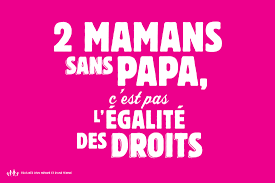 2 MAMANS
SANS PAPA,
c'est pas
L'ÉGALITÉ
DES DROITS